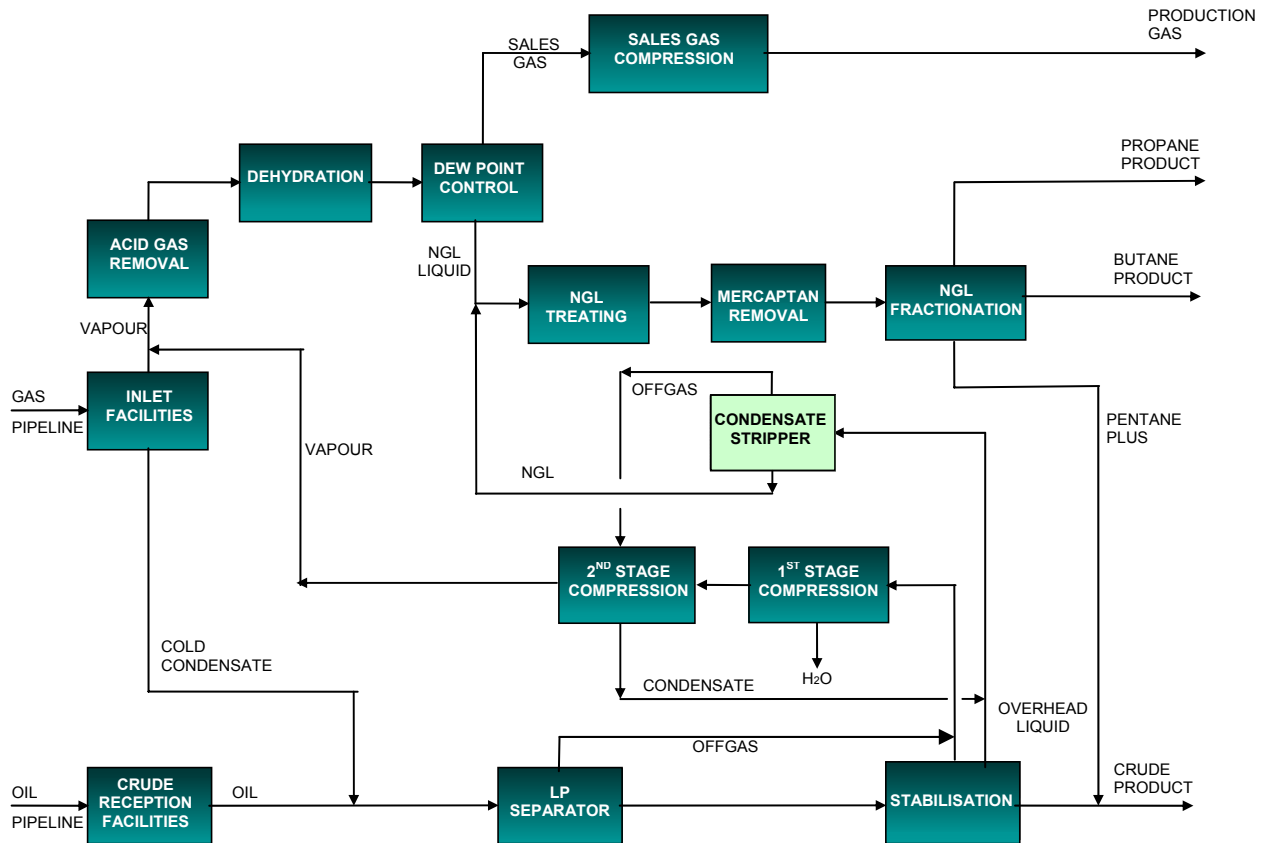 PRODUCTION
GAS
SALES
GAS
SALES GAS
COMPRESSION
PROPANE
PRODUCT
DEHYDRATION
DEW POINT
CONTROL
ACID GAS
REMOVAL
NGL
LIQUID
BUTANE
PRODUCT
NGL
TREATING
MERCAPTAN
REMOVAL
NGL
FRACTIONATION
VAPOUR
OFFGAS
GAS
PIPELINE
INLET
FACILITIES
CONDENSATE
STRIPPER
PENTANE
PLUS
VAPOUR
NGL
2ND STAGE
COMPRESSION
1ST STAGE
COMPRESSION
COLD
CONDENSATE
H2O
CONDENSATE
OVERHEAD
LIQUID
OFFGAS
OIL
PIPELINE
CRUDE
RECEPTION
FACILITIES
OIL
LP
SEPARATOR
STABILISATION
CRUDE
PRODUCT